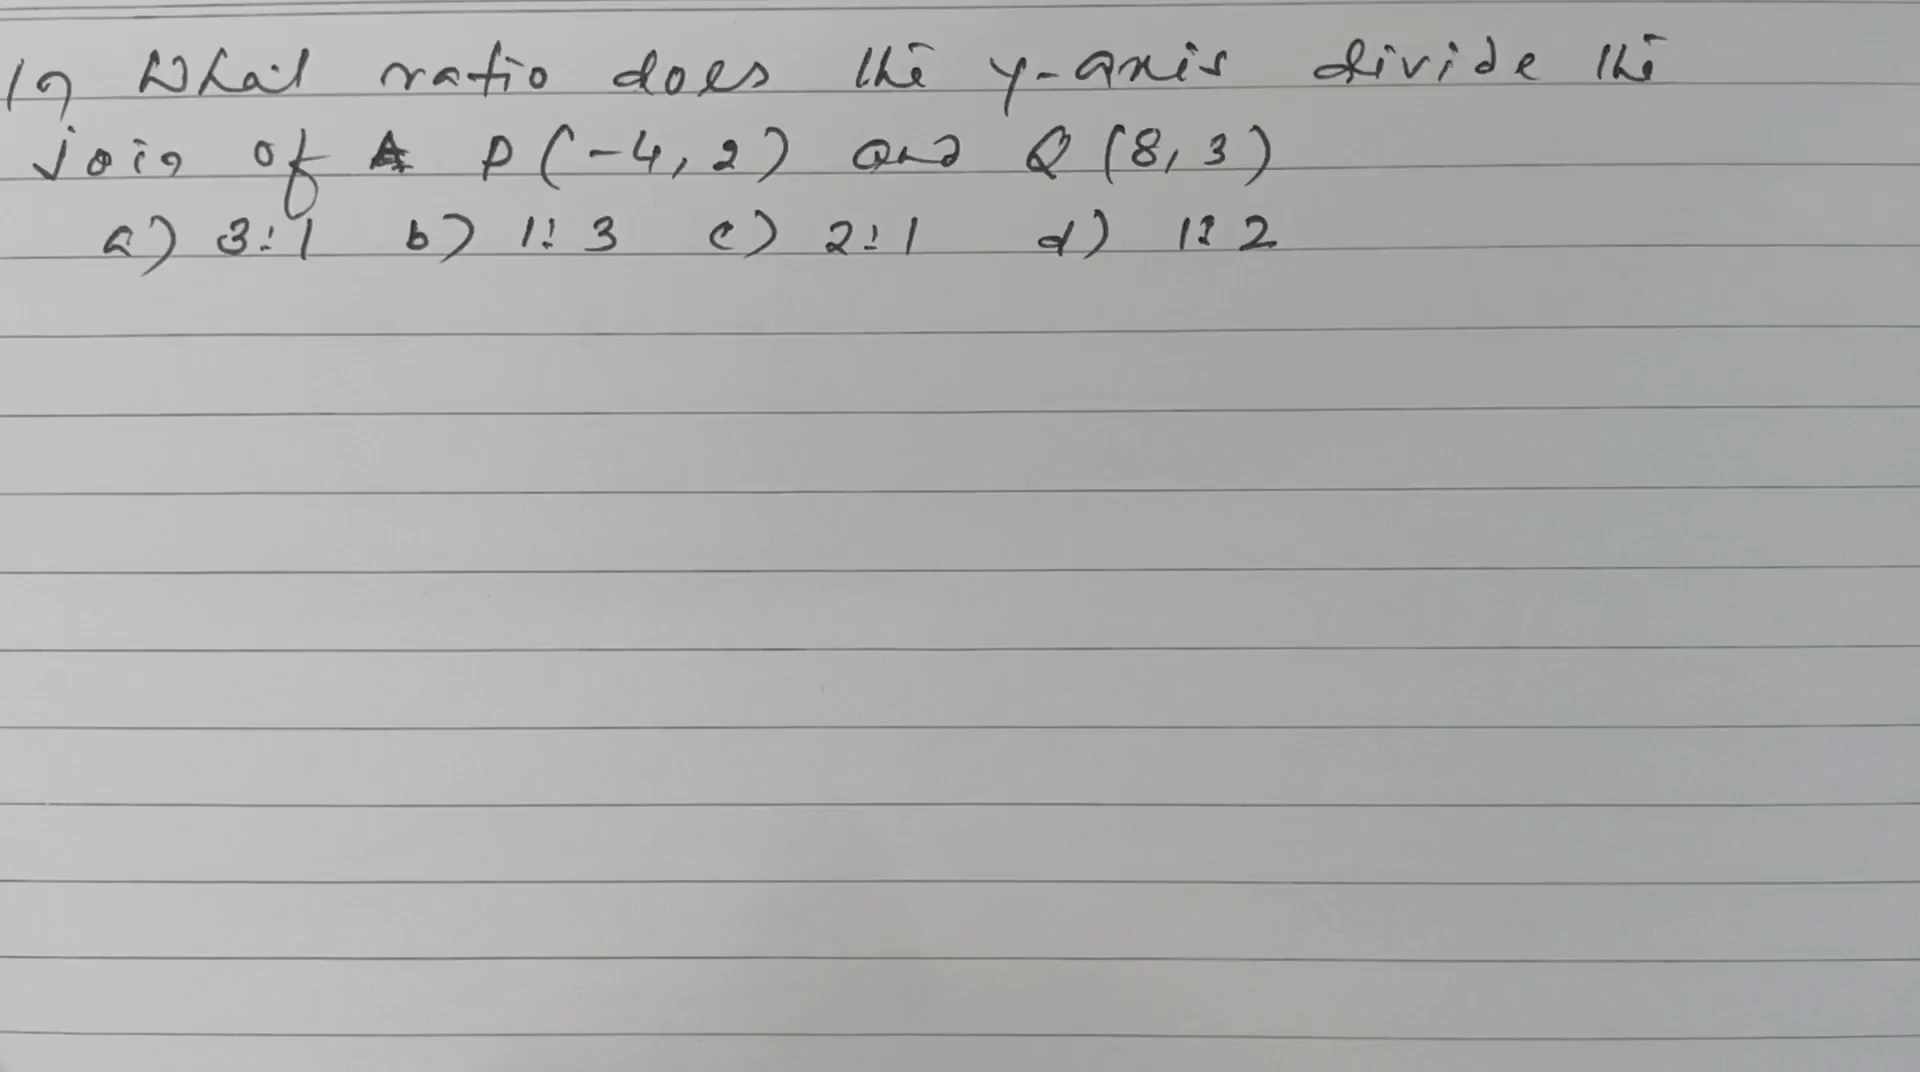 In What ratio does the y-axis divide the
join of P(-4, 2) and Q (8, 3)
a) 3:1 b) 1:3 c) 2:1 d) 1:2